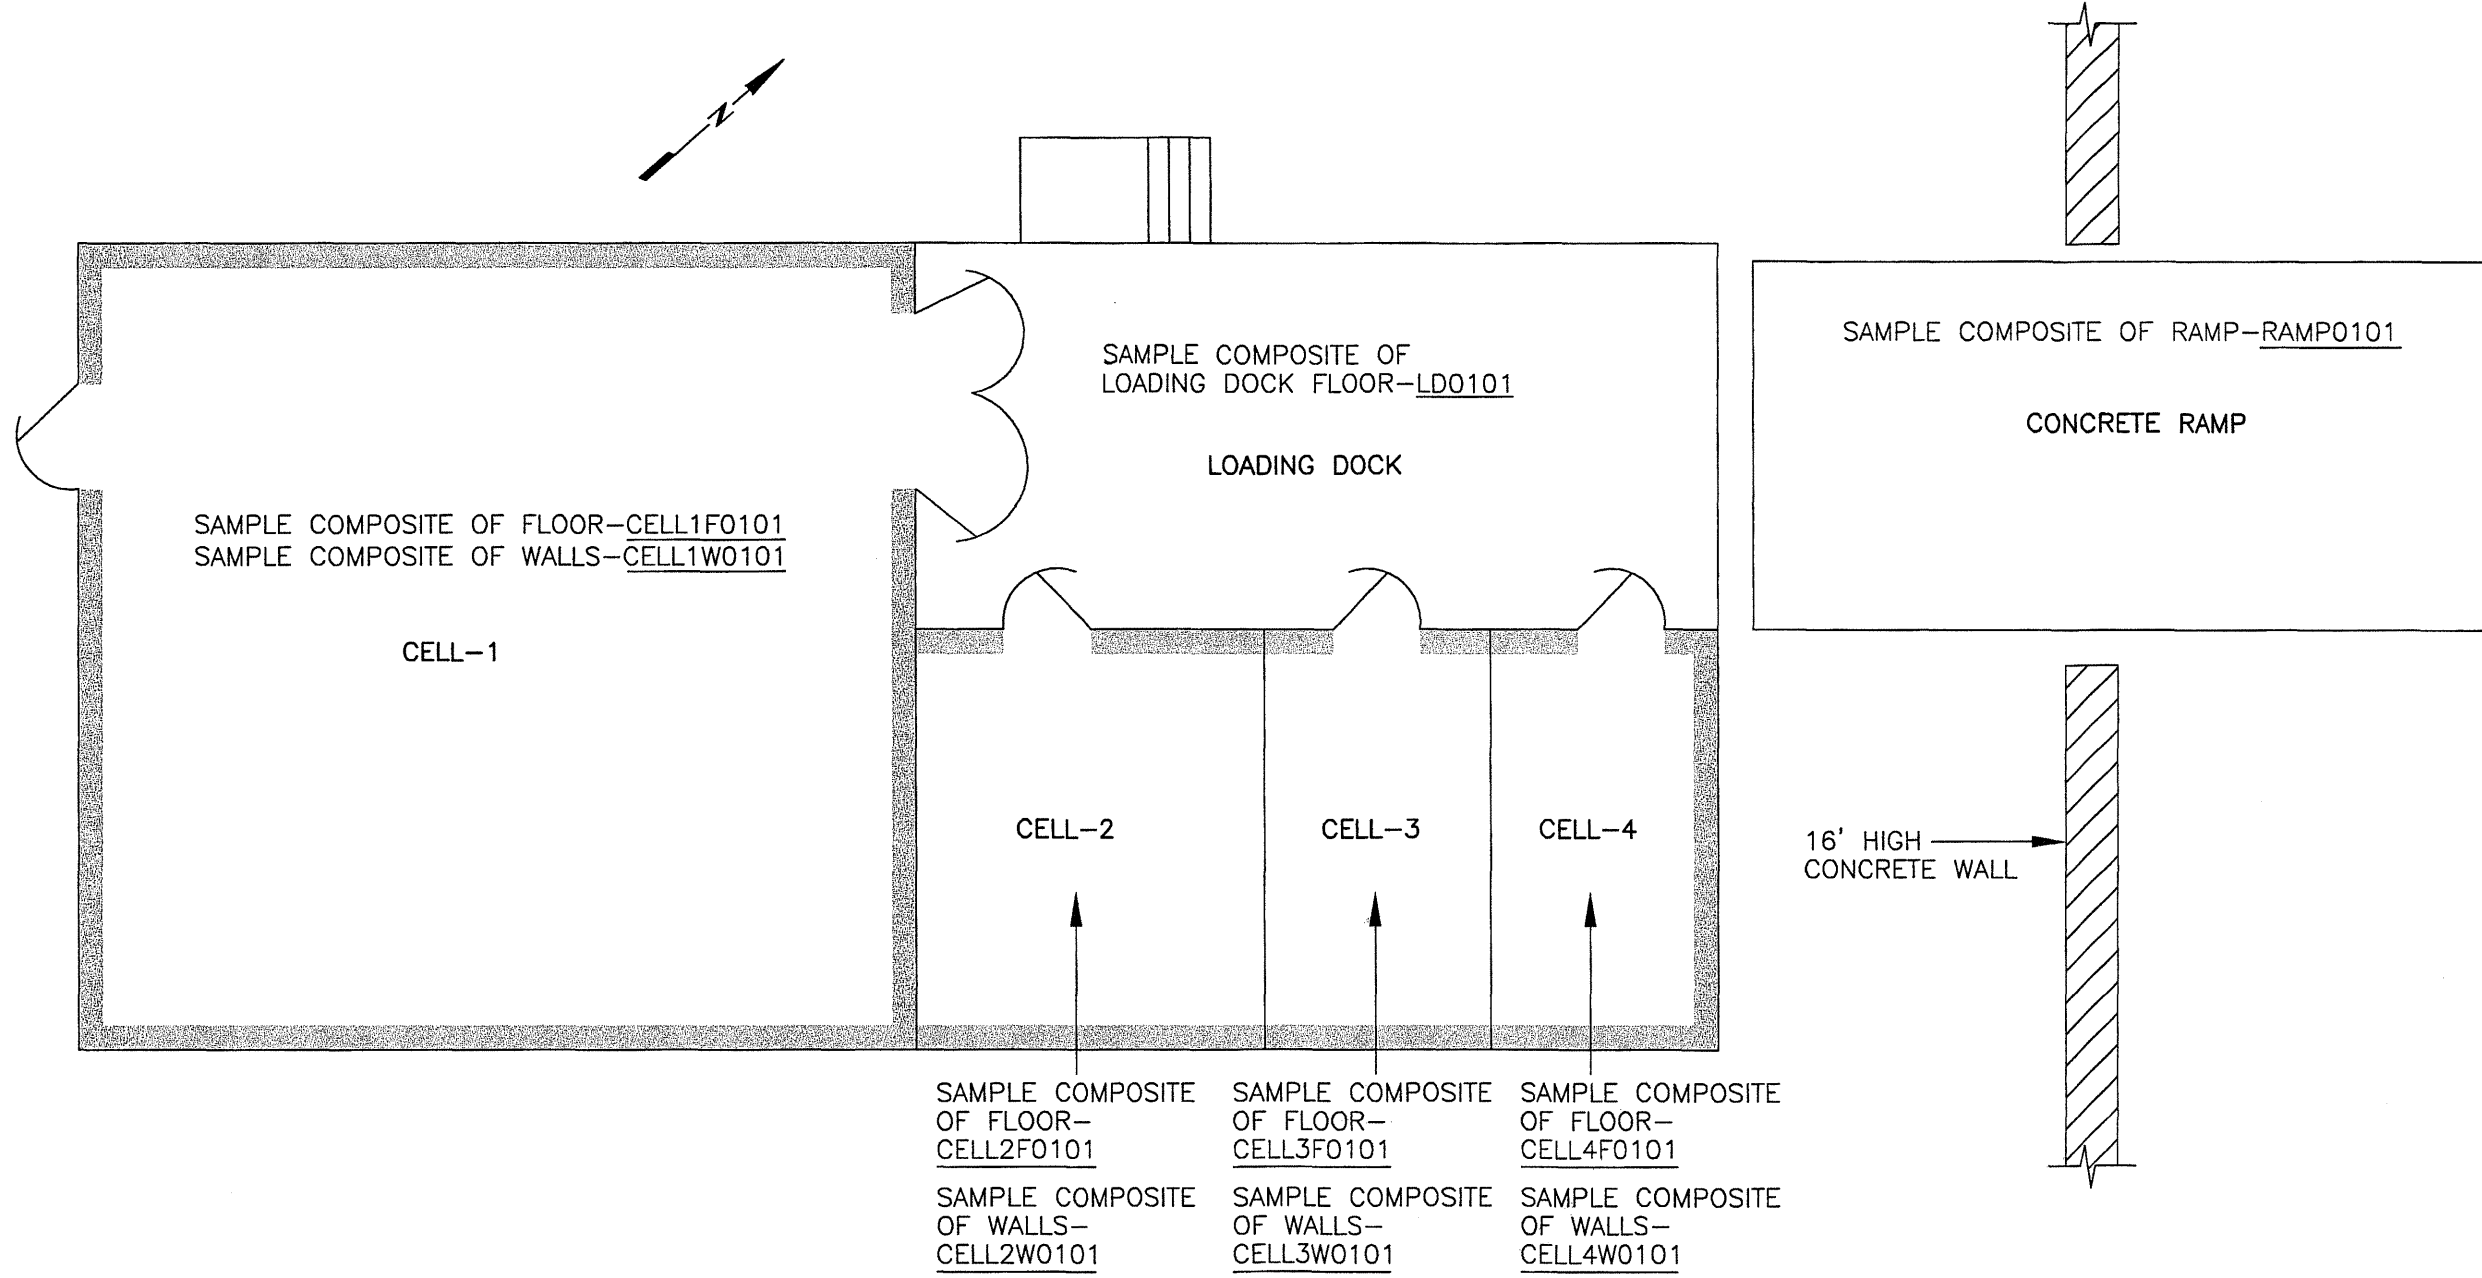 N
SAMPLE COMPOSITE OF RAMP-RAMP0101
CONCRETE RAMP
SAMPLE COMPOSITE OF
LOADING DOCK FLOOR-LD0101
LOADING DOCK
SAMPLE COMPOSITE OF FLOOR-CELL1F0101
SAMPLE COMPOSITE OF WALLS-CELL1W0101
CELL-1
CELL-2
CELL-3
CELL-4
16' HIGH
CONCRETE WALL
SAMPLE COMPOSITE
OF FLOOR-
CELL2F0101
SAMPLE COMPOSITE
OF WALLS-
CELL2W0101
SAMPLE COMPOSITE
OF FLOOR-
CELL3F0101
SAMPLE COMPOSITE
OF WALLS-
CELL3W0101
SAMPLE COMPOSITE
OF FLOOR-
CELL4F0101
SAMPLE COMPOSITE
OF WALLS-
CELL4W0101